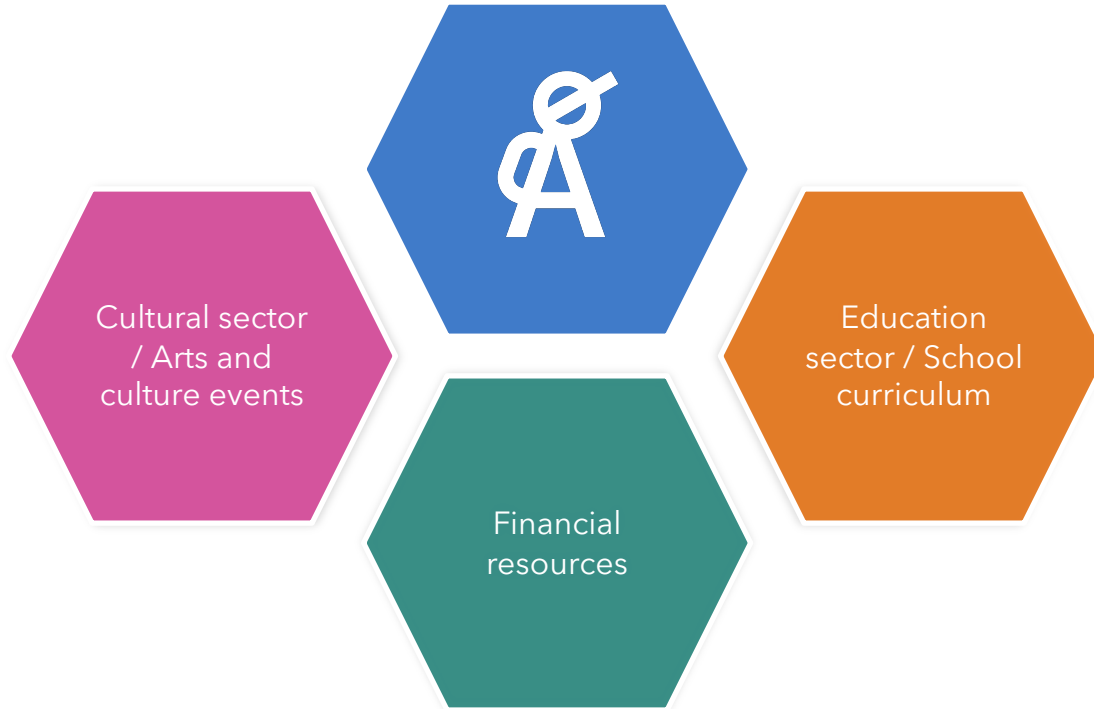 Cultural sector
/ Arts and
culture events
Education
sector / School
curriculum
Financial
resources